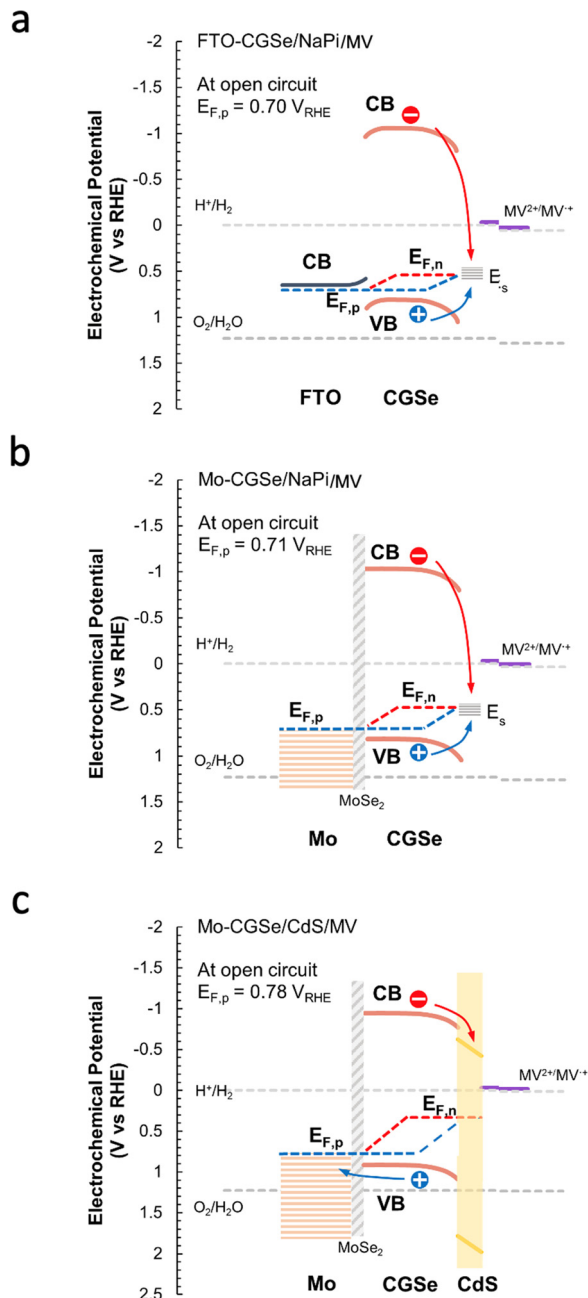 a
FTO-CGSe/NaPi/MV
At open circuit
E_F,p = 0.70 V_RHE
Electrochemical Potential
(V vs RHE)
-2
-1.5
-1
-0.5
0
0.5
1
1.5
2
CB
H⁺/H₂
MV²⁺/MV·⁺
CB
E_F,n
E_F,p
E_s
VB
O₂/H₂O
FTO CGSe
b
Mo-CGSe/NaPi/MV
At open circuit
E_F,p = 0.71 V_RHE
Electrochemical Potential
(V vs RHE)
-2
-1.5
-1
-0.5
0
0.5
1
1.5
2
CB
H⁺/H₂
MV²⁺/MV·⁺
E_F,n
E_F,p
E_s
VB
O₂/H₂O
MoSe₂
Mo CGSe
c
Mo-CGSe/CdS/MV
At open circuit
E_F,p = 0.78 V_RHE
Electrochemical Potential
(V vs RHE)
-2
-1.5
-1
-0.5
0
0.5
1
1.5
2
2.5
CB
H⁺/H₂
MV²⁺/MV·⁺
E_F,n
E_F,p
VB
O₂/H₂O
MoSe₂
Mo CGSe CdS